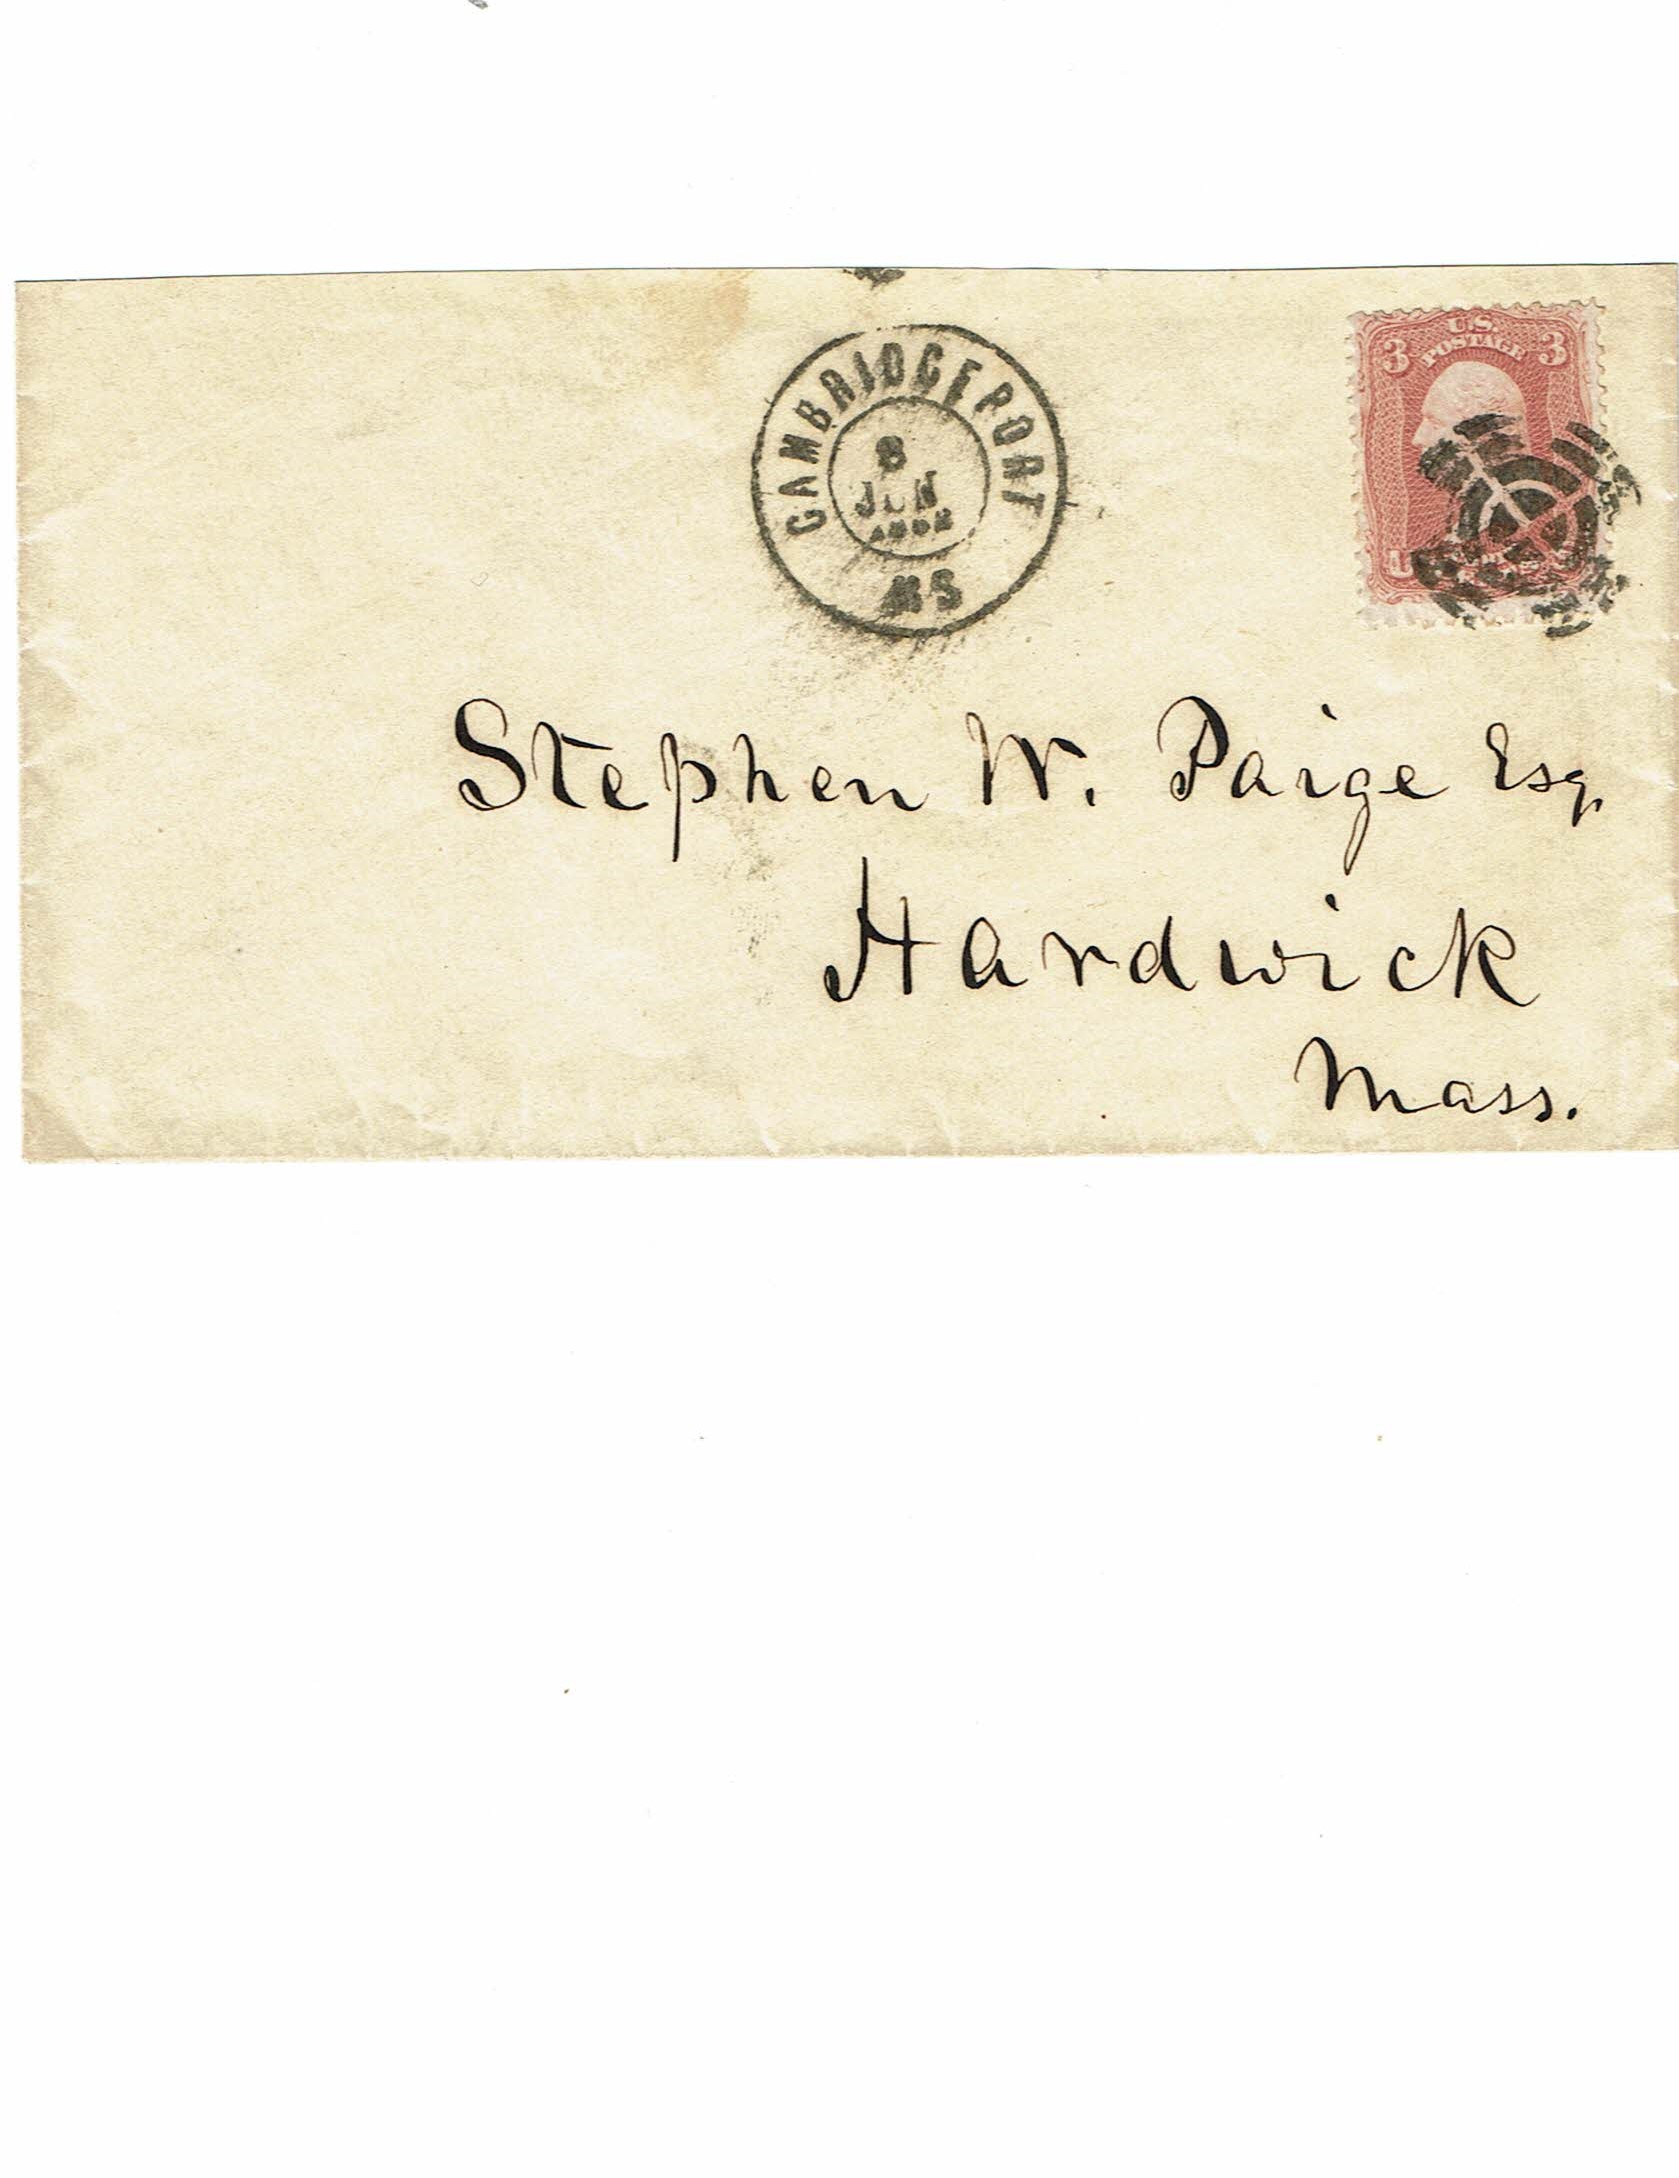 CAMBRIDGEPORT
8
JUN
MS
U.S.
POSTAGE
3 3
Stephen W. Paige Esq.
Hardwick
Mass.